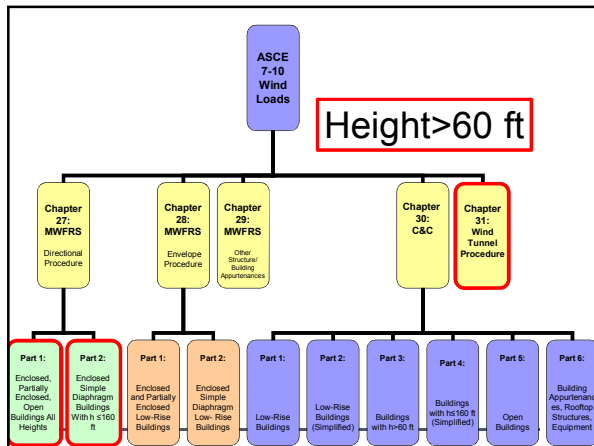 ASCE
7-10
Wind
Loads
Height>60 ft
Chapter
27:
MWFRS
Directional
Procedure
Chapter
28:
MWFRS
Envelope
Procedure
Chapter
29:
MWFRS
Other
Structure/
Building
Appurtenances
Chapter
30:
C&C
Chapter
31:
Wind
Tunnel
Procedure
Part 1:
Enclosed,
Partially
Enclosed,
Open
Buildings All
Heights
Part 2:
Enclosed
Simple
Diaphragm
Buildings
With h ≤160
ft
Part 1:
Enclosed
and Partially
Enclosed
Low-Rise
Buildings
Part 2:
Enclosed
Simple
Diaphragm
Low- Rise
Buildings
Part 1:
Low-Rise
Buildings
Part 2:
Low-Rise
Buildings
(Simplified)
Part 3:
Buildings
with h>60 ft
Part 4:
Buildings
with h≤160 ft
(Simplified)
Part 5:
Open
Buildings
Part 6:
Building
Appurtenanc
es, Rooftop
Structures,
Equipment